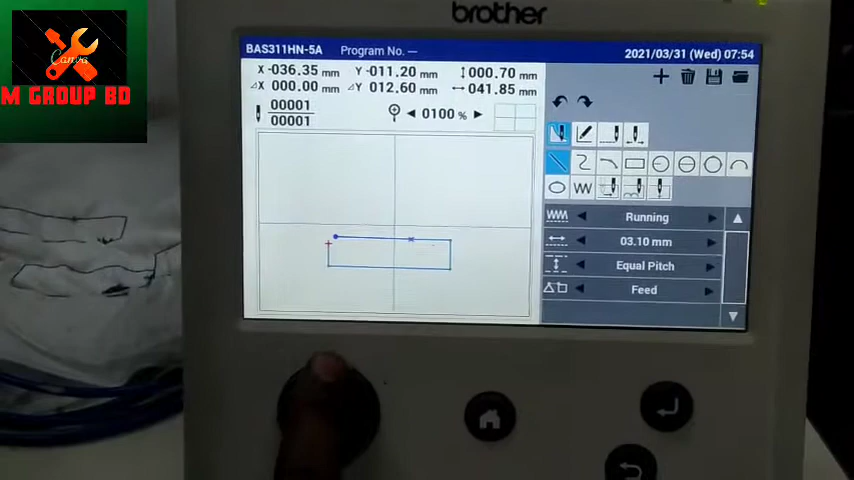 brother
Canva
M GROUP BD
BAS311HN-5A Program No. — 2021/03/31 (Wed) 07:54
X -036.35 mm Y -011.20 mm 000.70 mm
⊿X 000.00 mm ⊿Y 012.60 mm 041.85 mm
00001
00001
0100 %
Running
03.10 mm
Equal Pitch
Feed